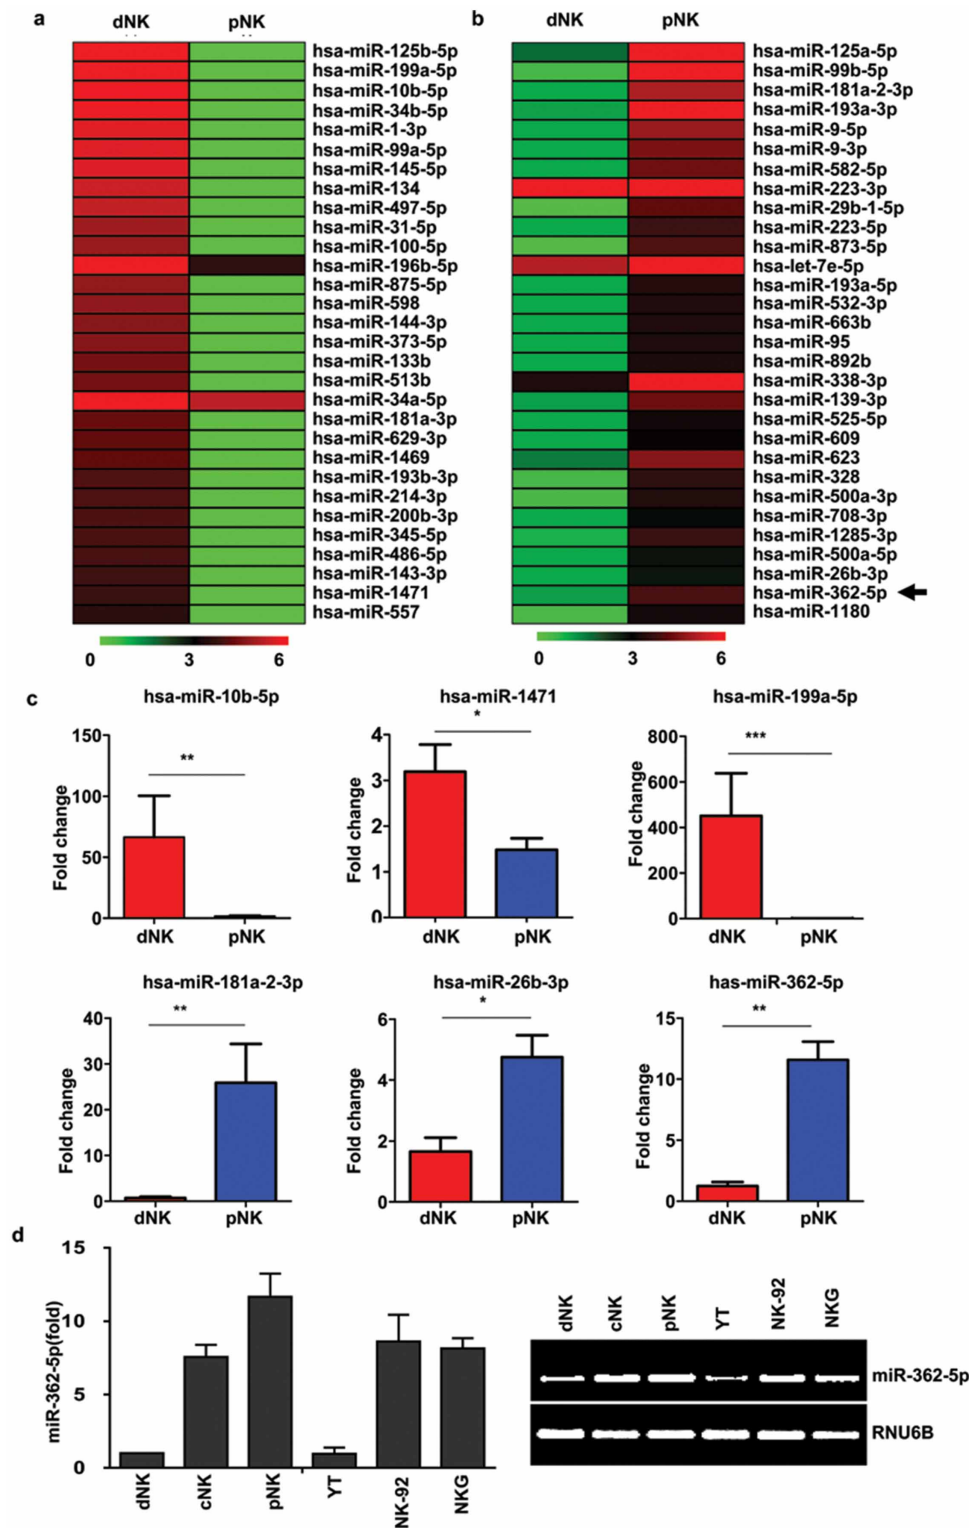 a
dNK pNK
hsa-miR-125b-5p
hsa-miR-199a-5p
hsa-miR-10b-5p
hsa-miR-34b-5p
hsa-miR-1-3p
hsa-miR-99a-5p
hsa-miR-145-5p
hsa-miR-134
hsa-miR-497-5p
hsa-miR-31-5p
hsa-miR-100-5p
hsa-miR-196b-5p
hsa-miR-875-5p
hsa-miR-598
hsa-miR-144-3p
hsa-miR-373-5p
hsa-miR-133b
hsa-miR-513b
hsa-miR-34a-5p
hsa-miR-181a-3p
hsa-miR-629-3p
hsa-miR-1469
hsa-miR-193b-3p
hsa-miR-214-3p
hsa-miR-200b-3p
hsa-miR-345-5p
hsa-miR-486-5p
hsa-miR-143-3p
hsa-miR-1471
hsa-miR-557
0 3 6
b
dNK pNK
hsa-miR-125a-5p
hsa-miR-99b-5p
hsa-miR-181a-2-3p
hsa-miR-193a-3p
hsa-miR-9-5p
hsa-miR-9-3p
hsa-miR-582-5p
hsa-miR-223-3p
hsa-miR-29b-1-5p
hsa-miR-223-5p
hsa-miR-873-5p
hsa-let-7e-5p
hsa-miR-193a-5p
hsa-miR-532-3p
hsa-miR-663b
hsa-miR-95
hsa-miR-892b
hsa-miR-338-3p
hsa-miR-139-3p
hsa-miR-525-5p
hsa-miR-609
hsa-miR-623
hsa-miR-328
hsa-miR-500a-3p
hsa-miR-708-3p
hsa-miR-1285-3p
hsa-miR-500a-5p
hsa-miR-26b-3p
hsa-miR-362-5p
hsa-miR-1180
0 3 6
c
hsa-miR-10b-5p
Fold change
150
100
50
0
**
dNK pNK
hsa-miR-1471
Fold change
4
3
2
1
0
*
dNK pNK
hsa-miR-199a-5p
Fold change
800
600
400
200
0
***
dNK pNK
hsa-miR-181a-2-3p
Fold change
40
30
20
10
0
**
dNK pNK
hsa-miR-26b-3p
Fold change
6
4
2
0
*
dNK pNK
has-miR-362-5p
Fold change
15
10
5
0
**
dNK pNK
d
miR-362-5p(fold)
15
10
5
0
dNK
cNK
pNK
YT
NK-92
NKG
dNK
cNK
pNK
YT
NK-92
NKG
miR-362-5p
RNU6B